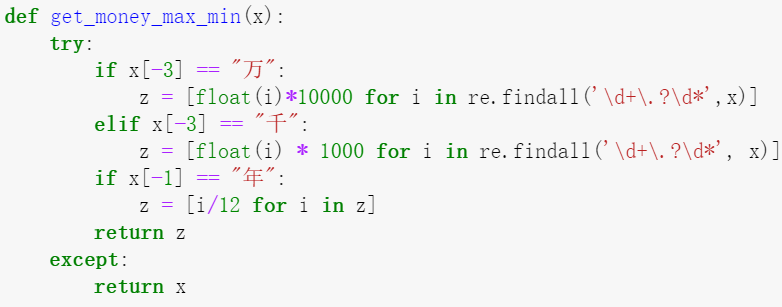 def get_money_max_min(x):
    try:
        if x[-3] == "万":
            z = [float(i)*10000 for i in re.findall('\d+\.?\d*',x)]
        elif x[-3] == "千":
            z = [float(i) * 1000 for i in re.findall('\d+\.?\d*', x)]
        if x[-1] == "年":
            z = [i/12 for i in z]
        return z
    except:
        return x